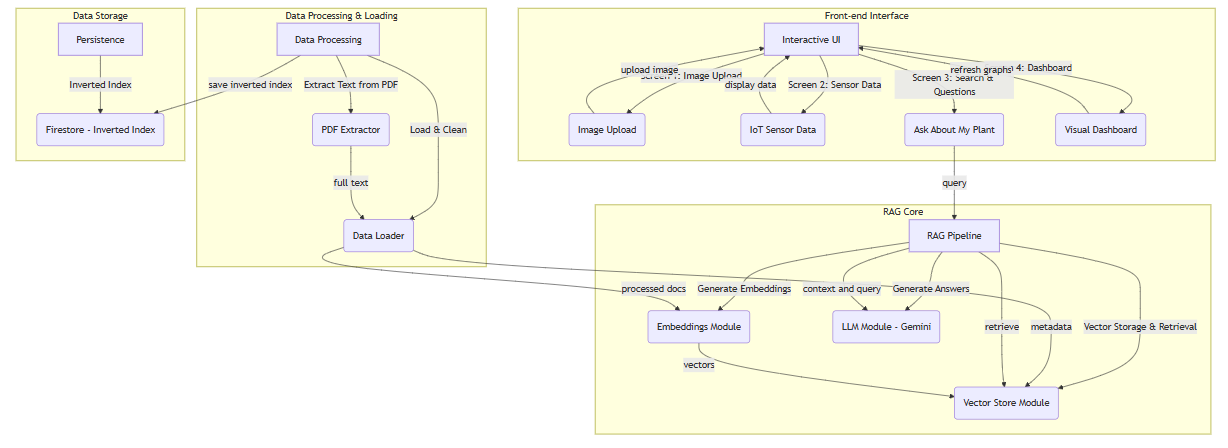 Data Storage
Data Processing & Loading
Front-end Interface
Persistence
Data Processing
Interactive UI
upload image
1: Image Upload
display data
Screen 2: Sensor Data
Screen 3: Search &
Questions
refresh graphs
4: Dashboard
Inverted Index
save inverted index
Extract Text from PDF
Load & Clean
Firestore - Inverted Index
PDF Extractor
Image Upload
IoT Sensor Data
Ask About My Plant
Visual Dashboard
full text
query
Data Loader
RAG Core
RAG Pipeline
processed docs
Generate Embeddings
context and query
Generate Answers
retrieve
metadata
Vector Storage & Retrieval
Embeddings Module
LLM Module - Gemini
vectors
Vector Store Module